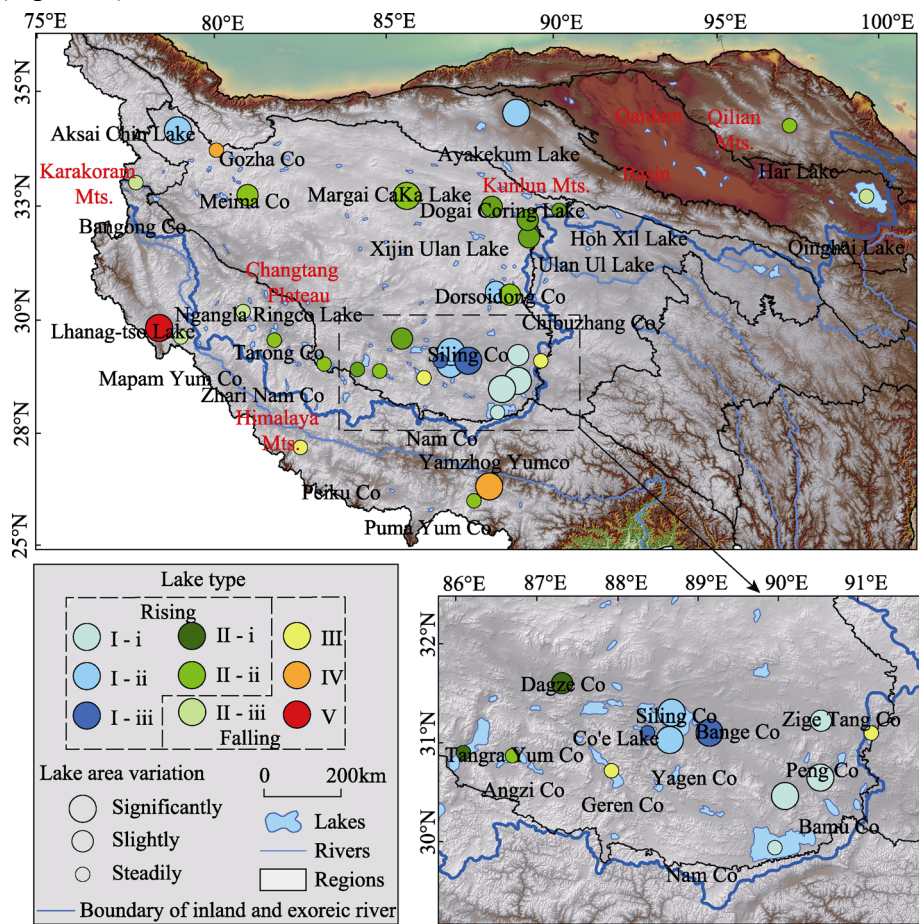 75°E 80°E 85°E 90°E 95°E 100°E
35°N
33°N
30°N
28°N
25°N
Aksai Chin Lake
Gozha Co
Ayakekum Lake
Qaidam
Basin
Qilian
Mts.
Har Lake
Karakoram
Mts.
Meima Co
Margai CaKa Lake
Kunlun Mts.
Dogai Coring Lake
Bangong Co
Xijin Ulan Lake
Hoh Xil Lake
Qinghai Lake
Ulan Ul Lake
Changtang
Plateau
Dorsoidong Co
Ngangla Ringco Lake
Chibuzhang Co
Lhanag-tso Lake
Tarong Co
Siling Co
Mapam Yum Co
Zhari Nam Co
Himalaya
Mts.
Nam Co
Yamzhog Yumco
Peiku Co
Puma Yum Co
Lake type
Rising
I - i II - i III
I - ii II - ii IV
I - iii II - iii V
Falling
Lake area variation
Significantly
Slightly
Steadily
0 200km
Lakes
Rivers
Regions
Boundary of inland and exoreic river
86°E 87°E 88°E 89°E 90°E 91°E
32°N
31°N
30°N
Dagze Co
Siling Co
Zige Tang Co
Co'e Lake
Bange Co
Tangra Yum Co
Peng Co
Yagen Co
Angzi Co
Geren Co
Bamu Co
Nam Co